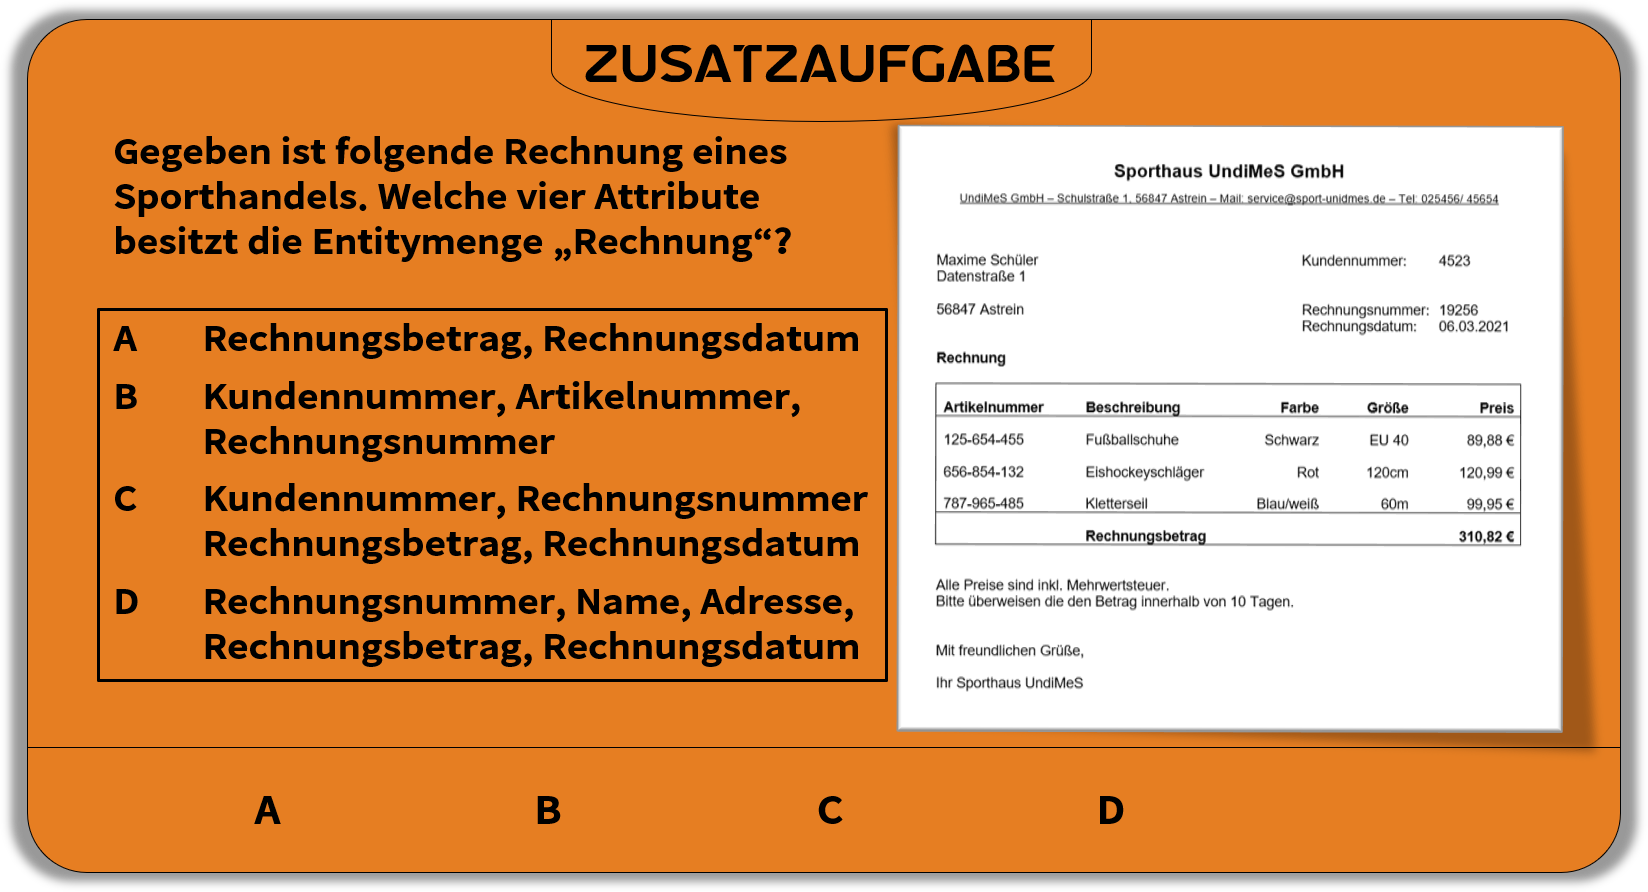 ZUSATZAUFGABE
Gegeben ist folgende Rechnung eines
Sporthandels. Welche vier Attribute
besitzt die Entitymenge „Rechnung“?
A Rechnungsbetrag, Rechnungsdatum
B Kundennummer, Artikelnummer,
Rechnungsnummer
C Kundennummer, Rechnungsnummer
Rechnungsbetrag, Rechnungsdatum
D Rechnungsnummer, Name, Adresse,
Rechnungsbetrag, Rechnungsdatum
Sporthaus UndiMeS GmbH
UndiMeS GmbH – Schulstraße 1, 56847 Astrein – Mail: service@sport-unidmes.de – Tel: 025456/ 45654
Maxime Schüler Kundennummer: 4523
Datenstraße 1
56847 Astrein Rechnungsnummer: 19256
Rechnungsdatum: 06.03.2021
Rechnung
Artikelnummer Beschreibung Farbe Größe Preis
125-654-455 Fußballschuhe Schwarz EU 40 89,88 €
656-854-132 Eishockeyschläger Rot 120cm 120,99 €
787-965-485 Kletterseil Blau/weiß 60m 99,95 €
Rechnungsbetrag 310,82 €
Alle Preise sind inkl. Mehrwertsteuer.
Bitte überweisen die den Betrag innerhalb von 10 Tagen.
Mit freundlichen Grüße,
Ihr Sporthaus UndiMeS
A B C D